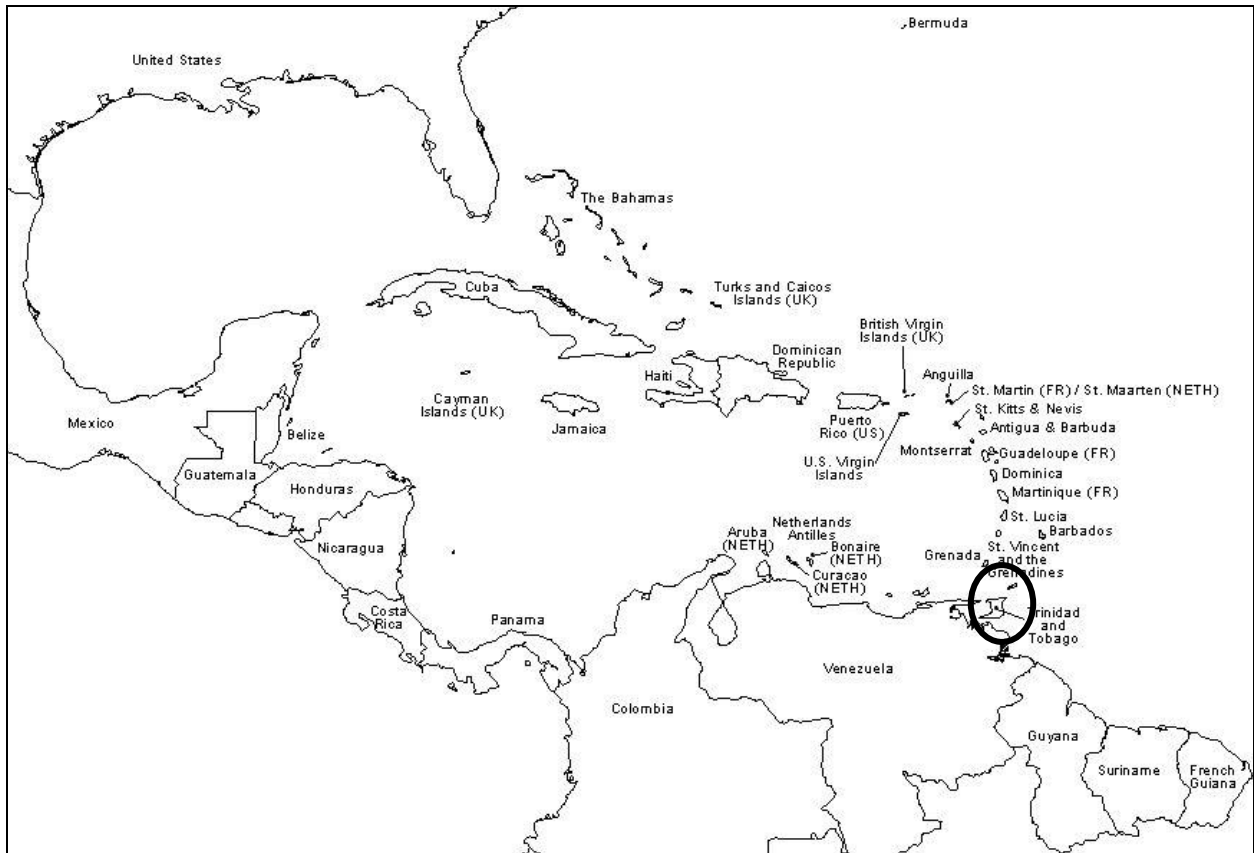 Bermuda
United States
The Bahamas
Turks and Caicos
Islands (UK)
Cuba
British Virgin
Islands (UK)
Dominican
Republic
Haiti
Anguilla
St. Martin (FR) / St. Maarten (NETH)
St. Kitts & Nevis
Cayman
Islands (UK)
Jamaica
Puerto
Rico (US)
Antigua & Barbuda
Mexico
Belize
Montserrat
Guadeloupe (FR)
U.S. Virgin
Islands
Guatemala
Dominica
Honduras
Martinique (FR)
St. Lucia
Barbados
Nicaragua
Aruba
(NETH)
Netherlands
Antilles
Bonaire
(NETH)
Curacao
(NETH)
Grenada
St. Vincent
and the
Grenadines
Costa
Rica
Panama
Trinidad
and
Tobago
Venezuela
Colombia
Guyana
Suriname
French
Guiana